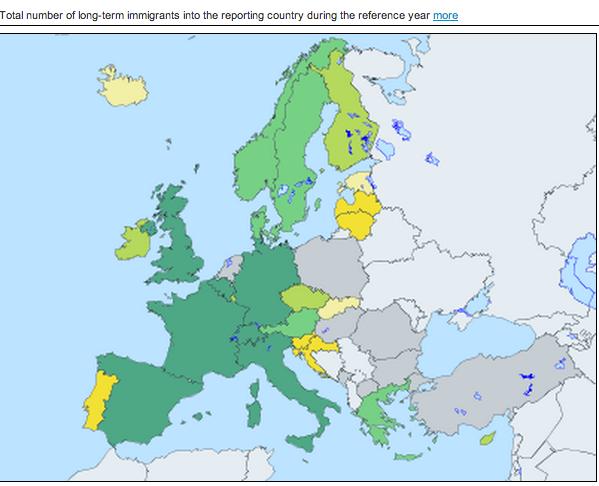 Total number of long-term immigrants into the reporting country during the reference year more